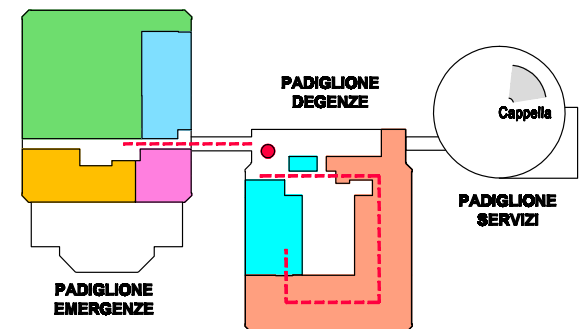 PADIGLIONE
DEGENZE
Cappella
PADIGLIONE
SERVIZI
PADIGLIONE
EMERGENZE